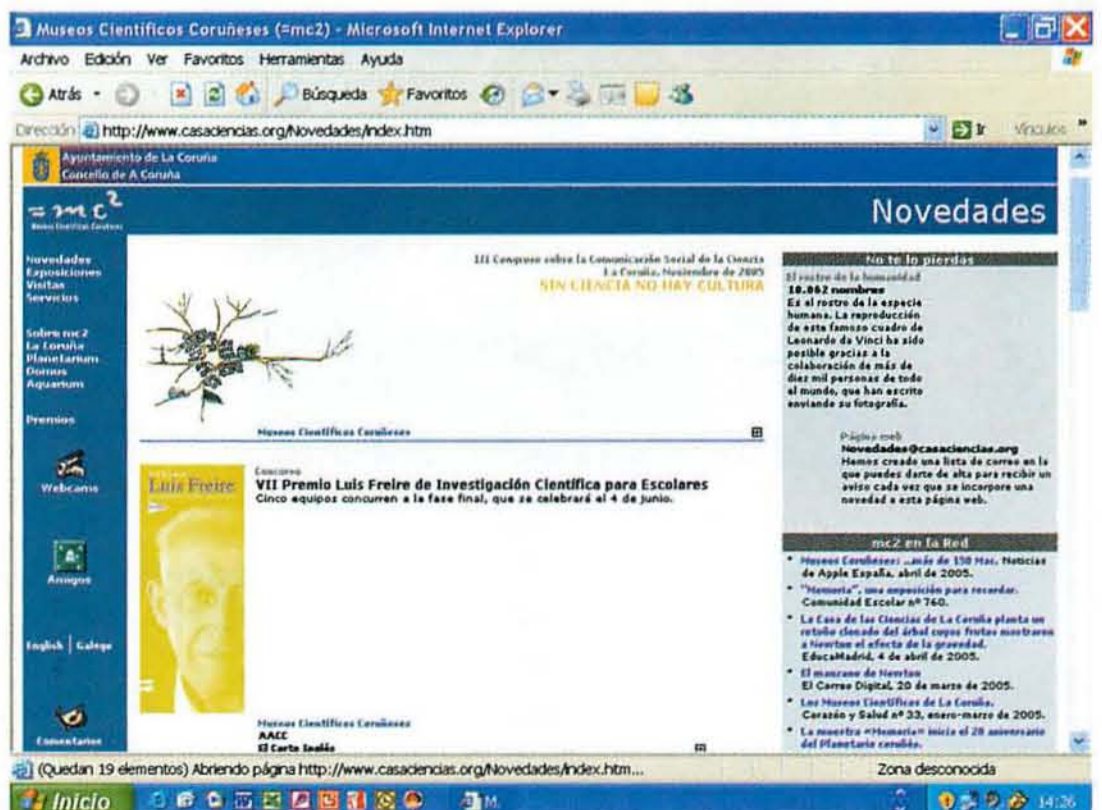 Museos Científicos Coruñeses (=mc2) - Microsoft Internet Explorer
Archivo Edición Ver Favoritos Herramientas Ayuda
Atrás Búsqueda Favoritos
Dirección http://www.casaciencias.org/Novedades/index.htm Ir Vínculos
Ayuntamiento de La Coruña
Concello de A Coruña
=mc2
Museos Científicos Coruñeses
Novedades
Novedades
Exposiciones
Visitas
Servicios
Sobre mc2
La Coruña
Planetarium
Domus
Aquarium
Premios
Webcams
Amigos
English | Galego
Comentarios
III Congreso sobre la Comunicación Social de la Ciencia
La Coruña, Noviembre de 2005
SIN CIENCIA NO HAY CULTURA
Museos Científicos Coruñeses
Luis Freire
Concurso
VII Premio Luis Freire de Investigación Científica para Escolares
Cinco equipos concurren a la fase final, que se celebrará el 4 de junio.
Museos Científicos Coruñeses
AACC
El Corte Inglés
No te lo pierdas
El rostro de la humanidad
10.062 nombres
Es el rostro de la especie
humana. La reproducción
de este famoso cuadro de
Leonardo da Vinci ha sido
posible gracias a la
colaboración de más de
diez mil personas de todo
el mundo, que han escrito
enviando su fotografía.
Página web
Novedades@casaciencias.org
Hemos creado una lista de correo en la
que puedes darte de alta para recibir un
aviso cada vez que se incorpore una
novedad a esta página web.
mc2 en la Red
Museos Coruñeses: ...más de 150 Mac. Noticias
de Apple España, abril de 2005.
"Memoria", una exposición para recordar.
Comunidad Escolar nº 760.
La Casa de las Ciencias de La Coruña planta un
retoño clonado del árbol cuyos frutos mostraron
a Newton el efecto de la gravedad.
EducaMadrid, 4 de abril de 2005.
El manzano de Newton
El Correo Digital, 20 de marzo de 2005.
Los Museos Científicos de La Coruña.
Corazón y Salud nº 33, enero-marzo de 2005.
La muestra «Memoria» inicia el 20 aniversario
del Planetario coruñés.
(Quedan 19 elementos) Abriendo página http://www.casaciencias.org/Novedades/index.htm... Zona desconocida
Inicio 14:26